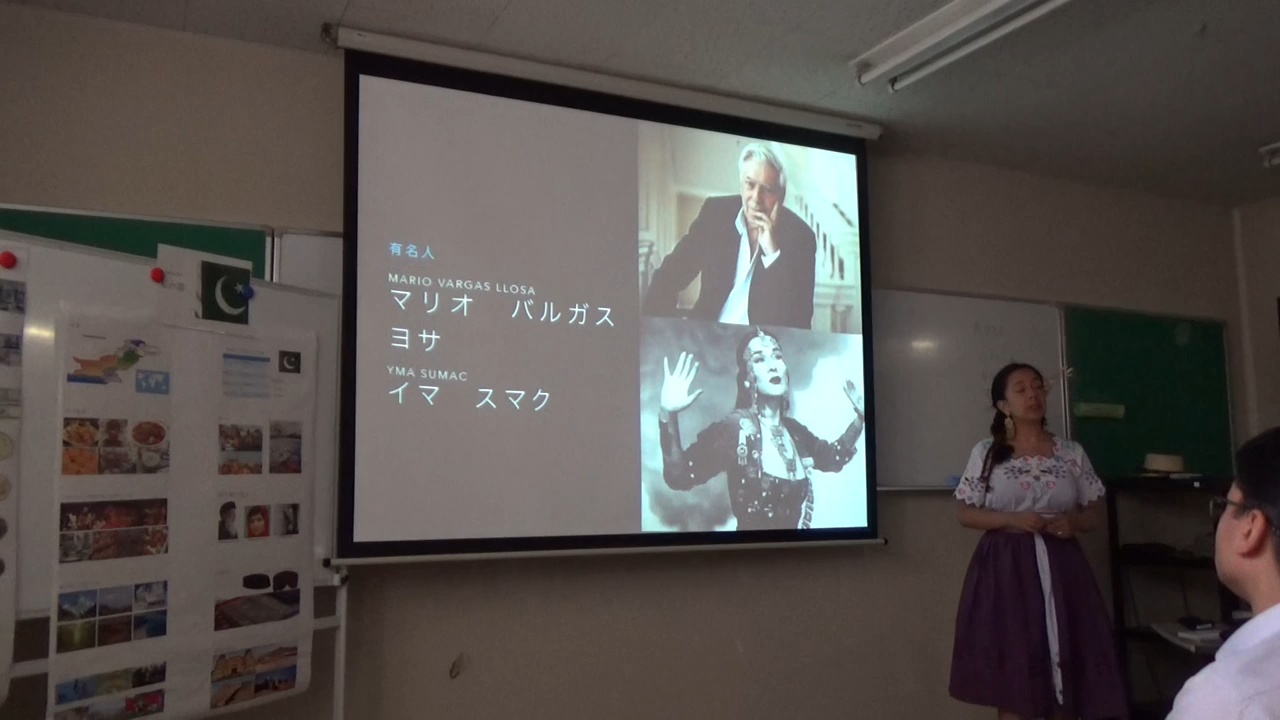 有名人
MARIO VARGAS LLOSA
マリオ　バルガス
ヨサ
YMA SUMAC
イマ　スマク